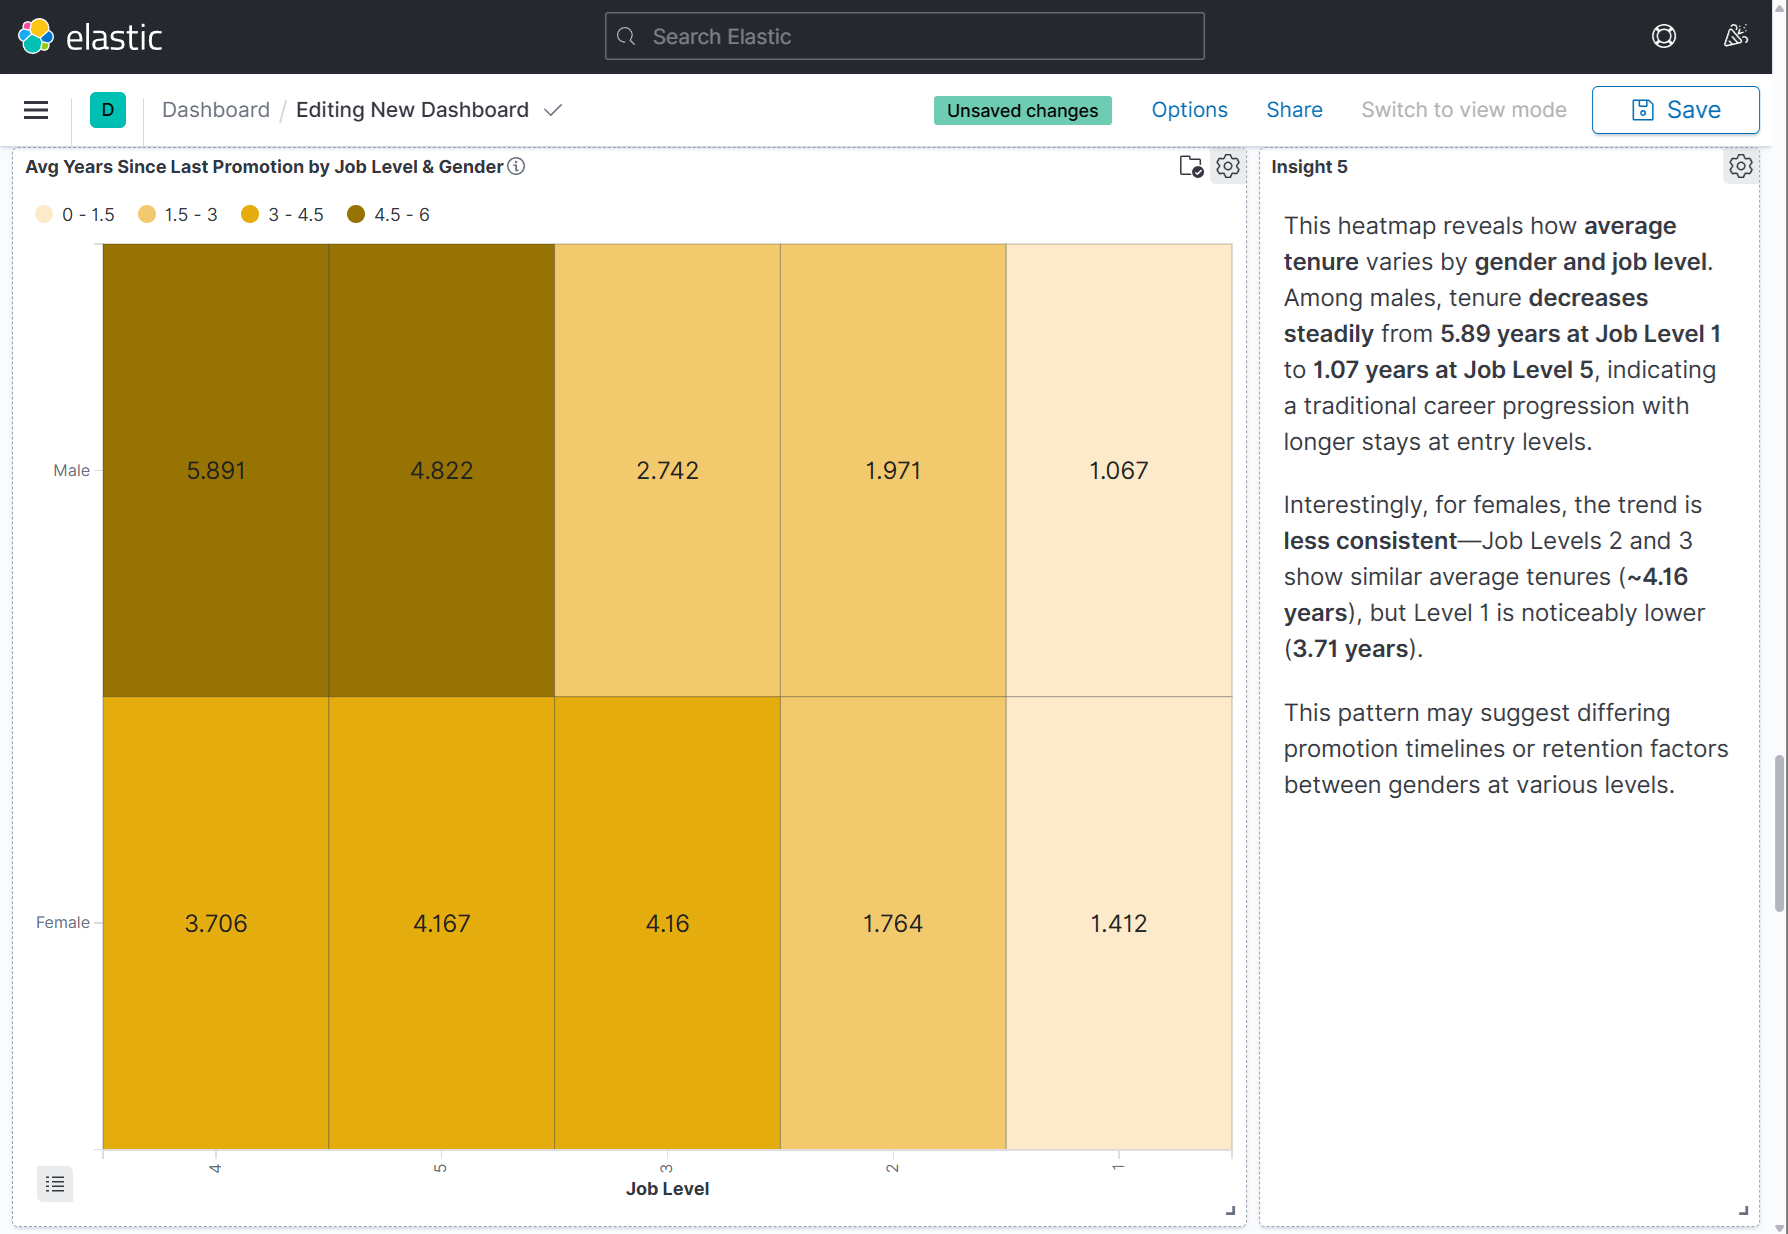 elastic
Search Elastic
D
Dashboard / Editing New Dashboard
Unsaved changes
Options
Share
Switch to view mode
Save
Avg Years Since Last Promotion by Job Level & Gender
0 - 1.5
1.5 - 3
3 - 4.5
4.5 - 6
Male
5.891
4.822
2.742
1.971
1.067
Female
3.706
4.167
4.16
1.764
1.412
4
5
3
2
1
Job Level
Insight 5
This heatmap reveals how average
tenure varies by gender and job level.
Among males, tenure decreases
steadily from 5.89 years at Job Level 1
to 1.07 years at Job Level 5, indicating
a traditional career progression with
longer stays at entry levels.
Interestingly, for females, the trend is
less consistent—Job Levels 2 and 3
show similar average tenures (~4.16
years), but Level 1 is noticeably lower
(3.71 years).
This pattern may suggest differing
promotion timelines or retention factors
between genders at various levels.